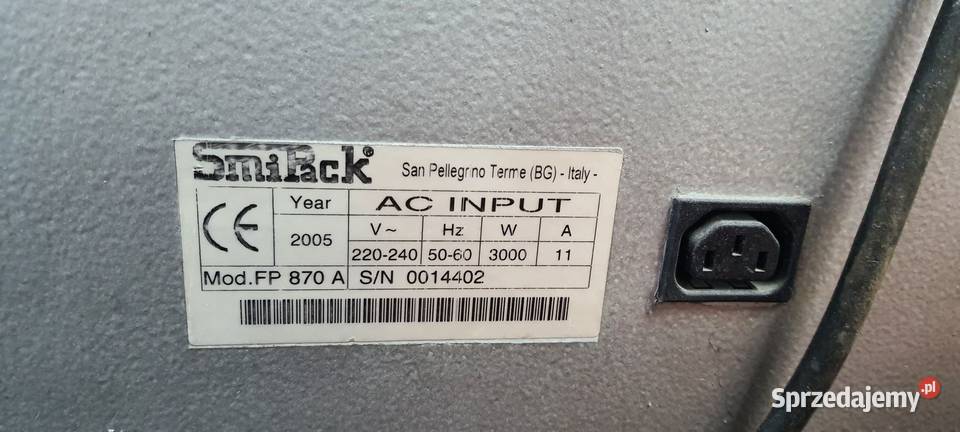 SmiPack®
San Pellegrino Terme (BG) - Italy -
CE
Year
AC INPUT
2005
V~ Hz W A
220-240 50-60 3000 11
Mod.FP 870 A S/N 0014402
Sprzedajemy.pl